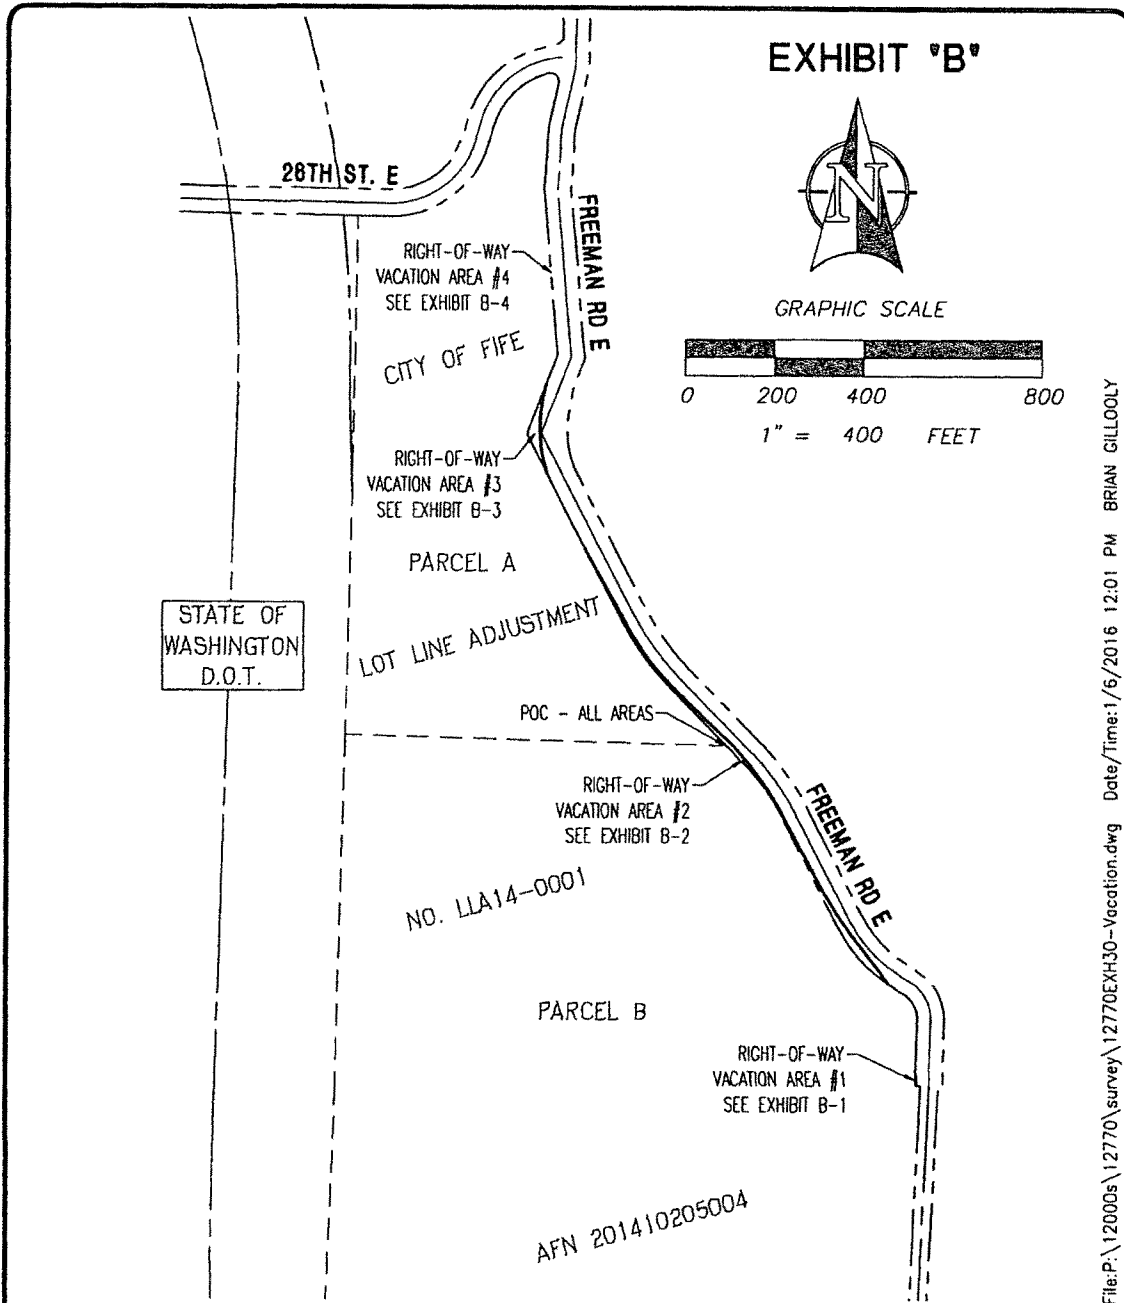 EXHIBIT "B"
N
GRAPHIC SCALE
0 200 400 800
1" = 400 FEET
26TH ST. E
FREEMAN RD E
RIGHT-OF-WAY
VACATION AREA #4
SEE EXHIBIT B-4
CITY OF FIFE
RIGHT-OF-WAY
VACATION AREA #3
SEE EXHIBIT B-3
PARCEL A
LOT LINE ADJUSTMENT
STATE OF
WASHINGTON
D.O.T.
POC - ALL AREAS
RIGHT-OF-WAY
VACATION AREA #2
SEE EXHIBIT B-2
FREEMAN RD E
NO. LLA14-0001
PARCEL B
RIGHT-OF-WAY
VACATION AREA #1
SEE EXHIBIT B-1
AFN 201410205004
File:P:\12000s\12770\survey\12770EXH30-Vacation.dwg Date/Time:1/6/2016 12:01 PM BRIAN GILLOOLY